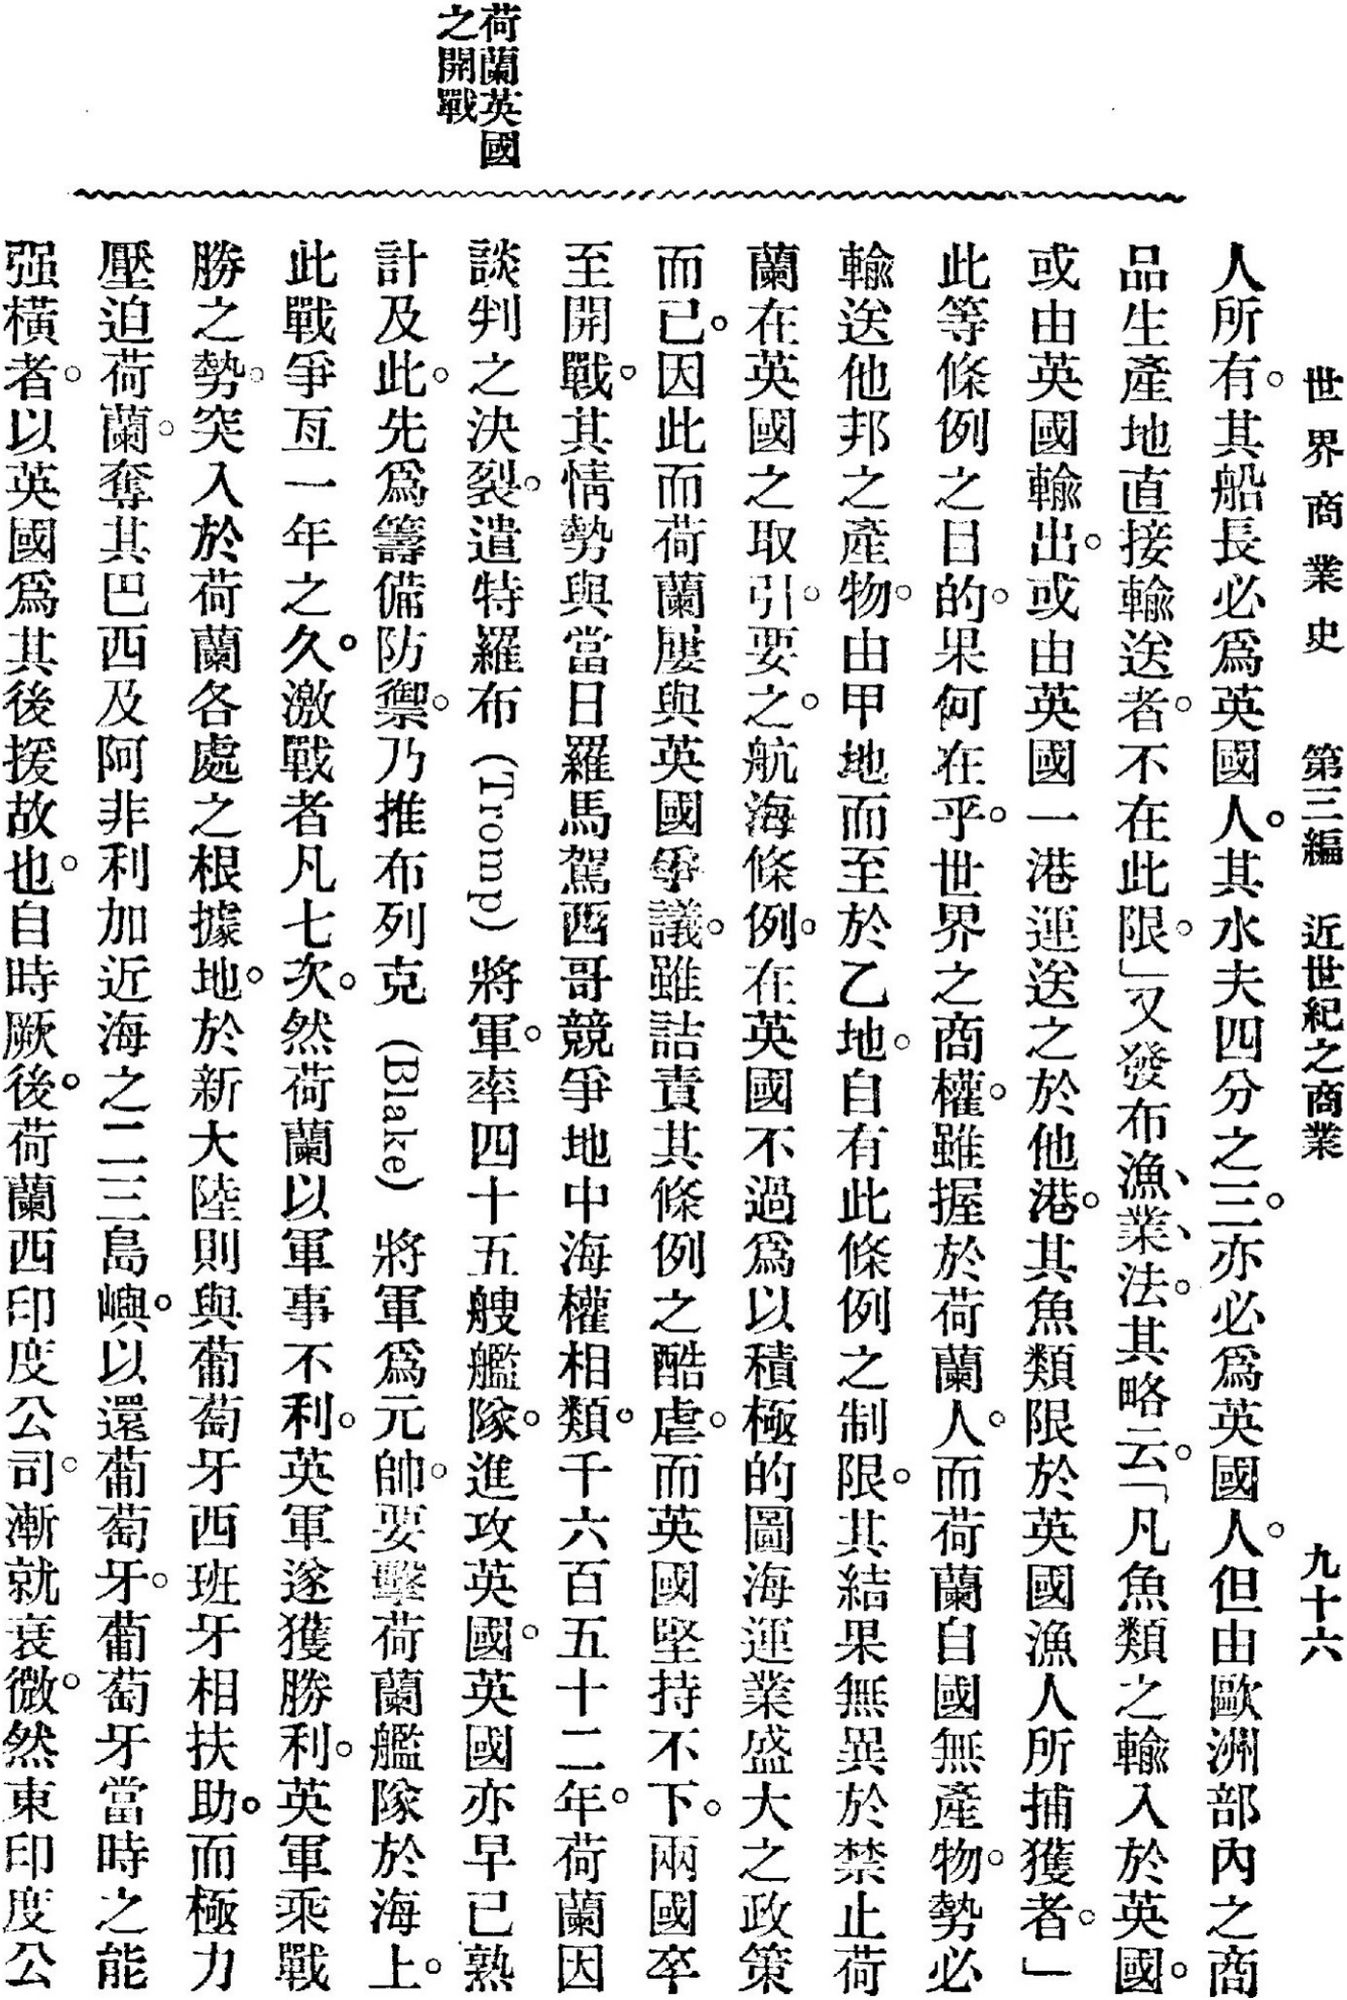 世界商業史　第三編　近世紀之商業　九十六
人所有。其船長必爲英國人。其水夫四分之三。亦必爲英國人。但由歐洲部內之商
品生產地直接輸送者。不在此限。」又發布漁、業、法。其略云。「凡魚類之輸入於英國。
或由英國輸出。或由英國一港運送之於他港。其魚類限於英國漁人所捕獲者。」
此等條例之目的。果何在乎。世界之商權。雖握於荷蘭人。而荷蘭自國無產物。勢必
輸送他邦之產物。由甲地而至於乙地。自有此條例之制限。其結果無異於禁止荷
蘭在英國之取引。要之。航海條例。在英國不過爲以積極的圖海運業盛大之政策
而已。因此而荷蘭屢與英國爭議。雖詰責其條例之酷虐。而英國堅持不下。兩國卒
至開戰。其情勢與當日羅馬駕西哥競爭地中海權相類。千六百五十二年。荷蘭因
談判之決裂。遣特羅布(Tromp)將軍。率四十五艘艦隊。進攻英國。英國亦早已熟
計及此。先爲籌備防禦。乃推布列克(Blake)將軍爲元帥。要擊荷蘭艦隊於海上。
此戰爭亙一年之久。激戰者凡七次。然荷蘭以軍事不利。英軍遂獲勝利。英軍乘戰
勝之勢。突入於荷蘭各處之根據地。於新大陸則與葡萄牙西班牙相扶助。而極力
壓迫荷蘭。奪其巴西及阿非利加近海之二三島嶼。以還葡萄牙。葡萄牙當時之能
强橫者。以英國爲其後援故也。自時厥後。荷蘭西印度公司。漸就衰微。然東印度公
荷蘭英國
之開戰